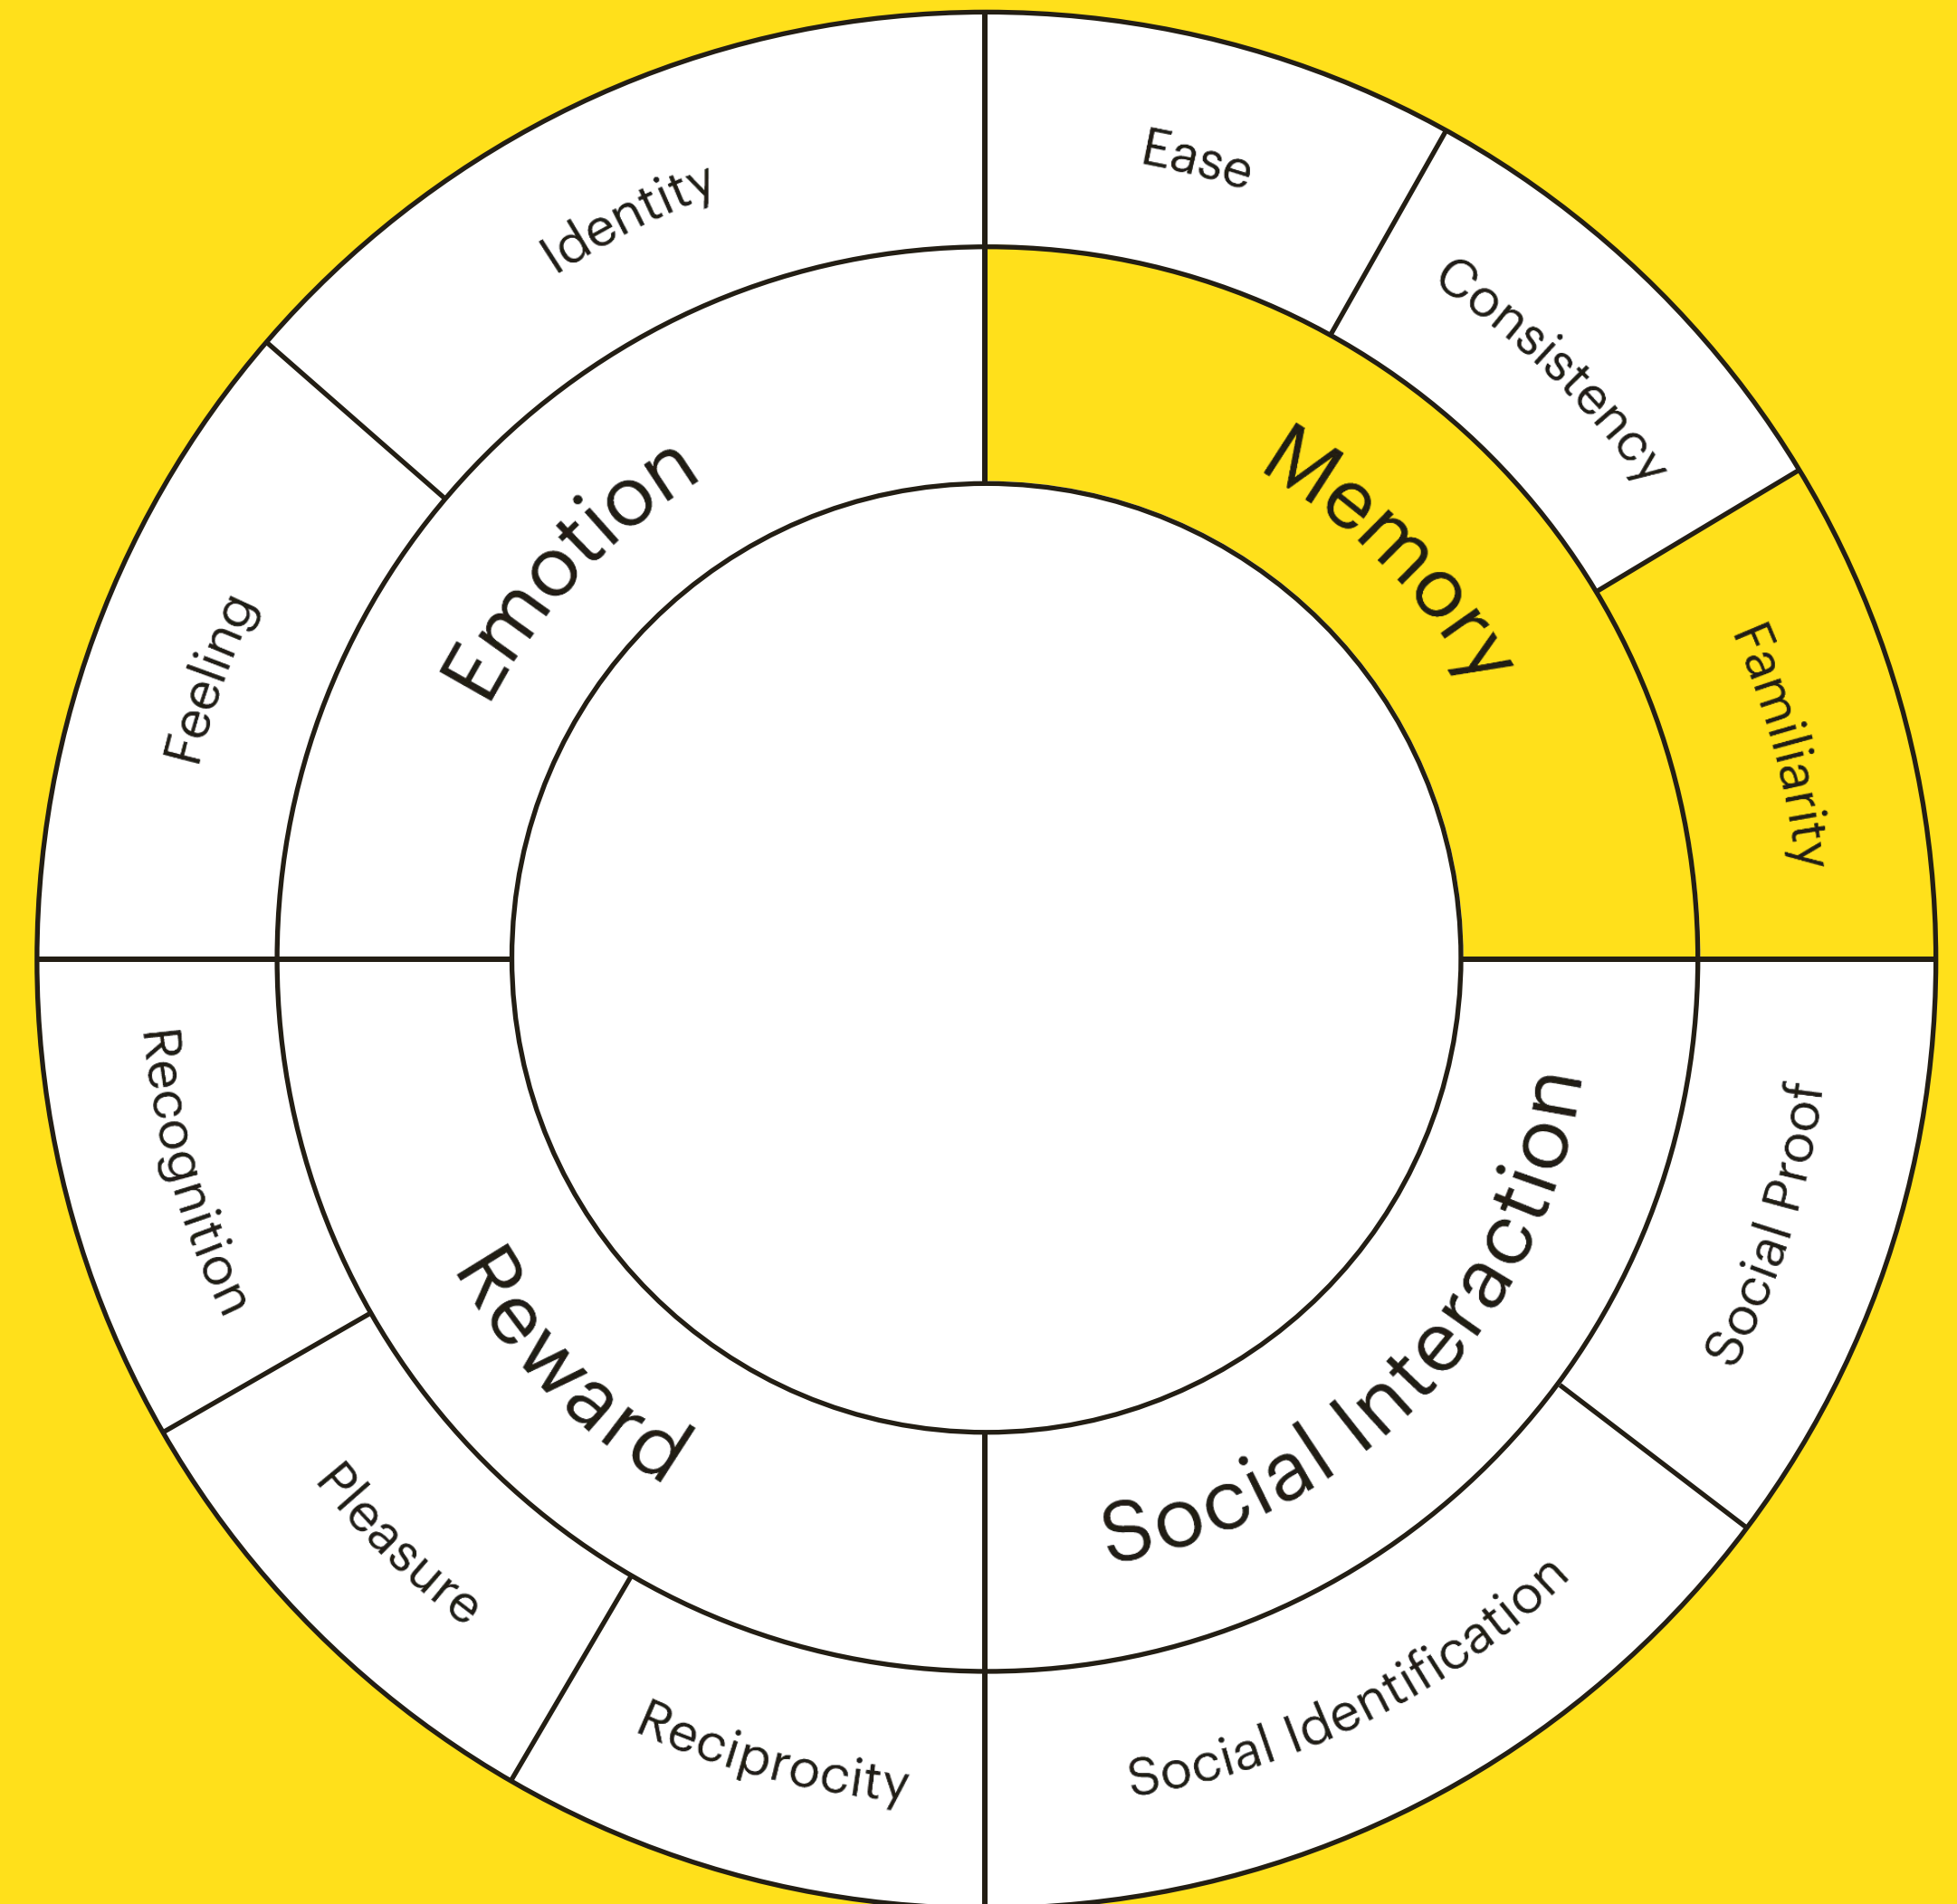 Identity
Ease
Consistency
Familiarity
Feeling
Emotion
Memory
Recognition
Reward
Social Interaction
Social Proof
Pleasure
Reciprocity
Social Identification